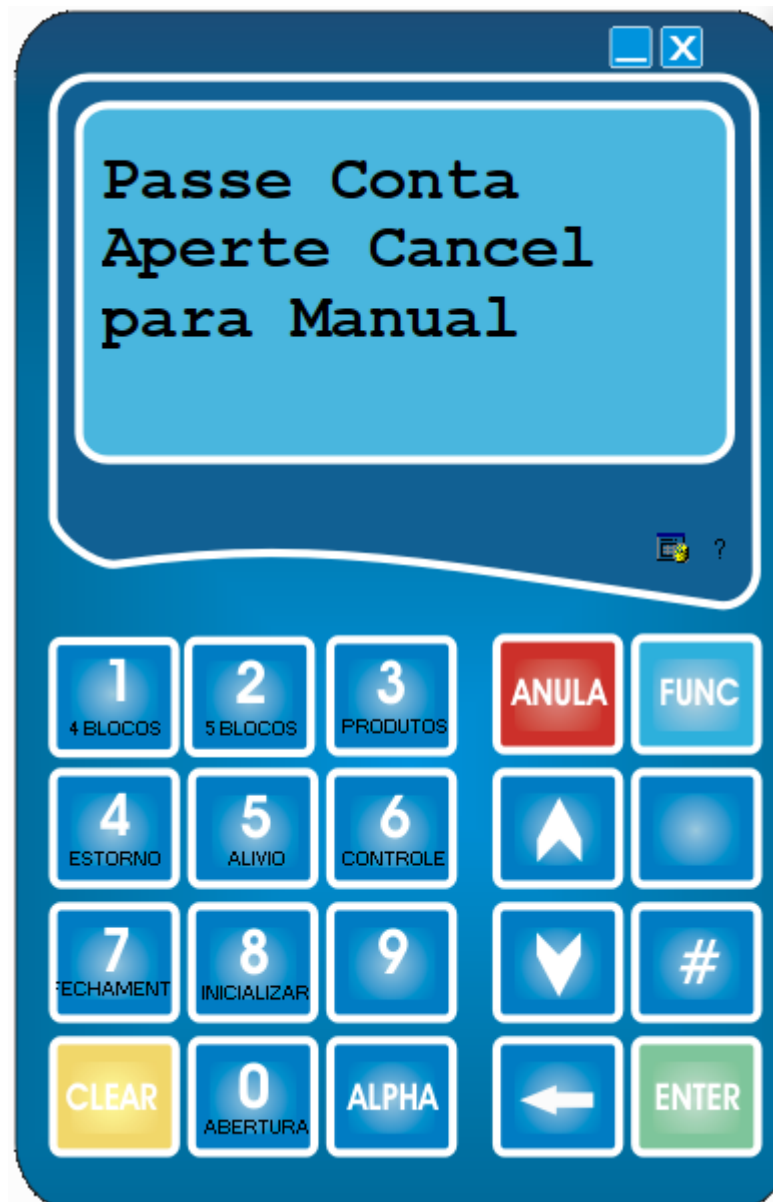 X
Passe Conta
Aperte Cancel
para Manual
?
1
4 BLOCOS
2
5 BLOCOS
3
PRODUTOS
ANULA
FUNC
4
ESTORNO
5
ALIVIO
6
CONTROLE
7
FECHAMENT
8
INICIALIZAR
9
#
CLEAR
0
ABERTURA
ALPHA
ENTER